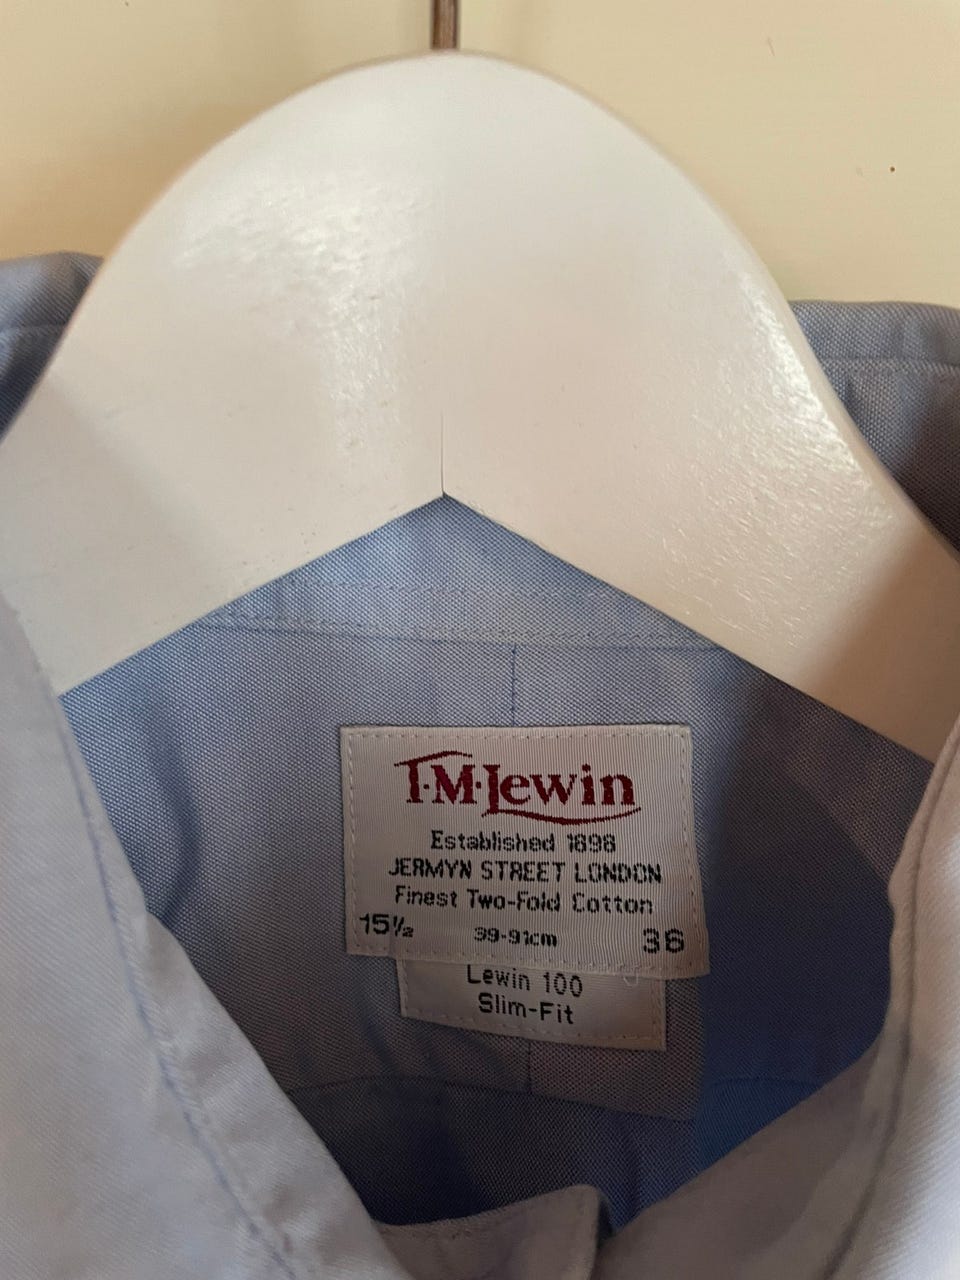 T·M·Lewin
Established 1898
JERMYN STREET LONDON
Finest Two-Fold Cotton
15½ 39-91cm 36
Lewin 100
Slim-Fit